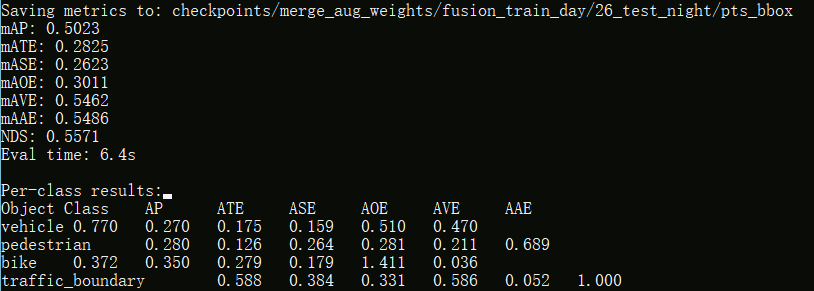 Saving metrics to: checkpoints/merge_aug_weights/fusion_train_day/26_test_night/pts_bbox
mAP: 0.5023
mATE: 0.2825
mASE: 0.2623
mAOE: 0.3011
mAVE: 0.5462
mAAE: 0.5486
NDS: 0.5571
Eval time: 6.4s
Per-class results:
Object Class AP ATE ASE AOE AVE AAE
vehicle 0.770 0.270 0.175 0.159 0.510 0.470
pedestrian 0.280 0.126 0.264 0.281 0.211 0.689
bike 0.372 0.350 0.279 0.179 1.411 0.036
traffic_boundary 0.588 0.384 0.331 0.586 0.052 1.000